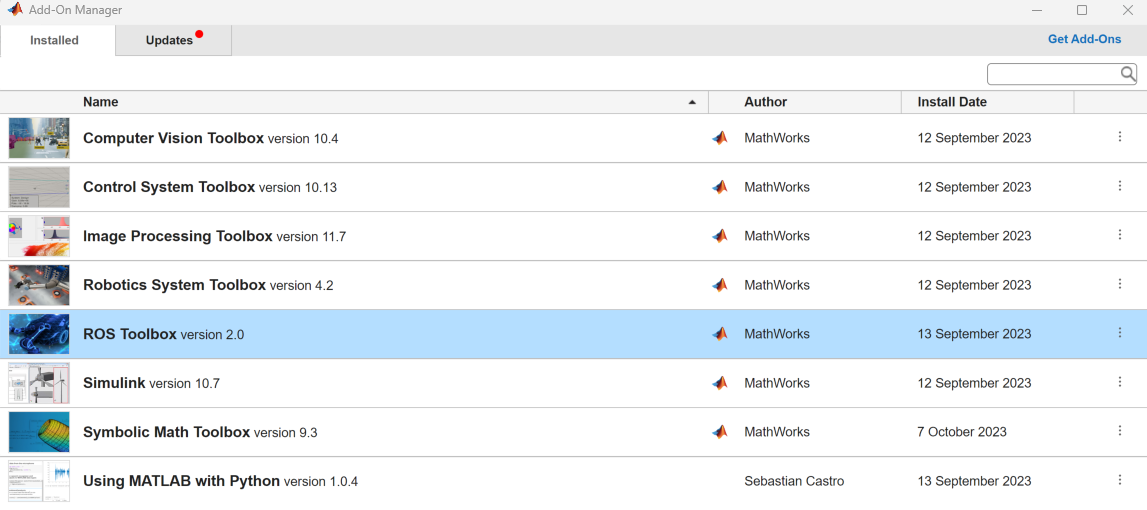 Add-On Manager
Installed Updates Get Add-Ons
Name Author Install Date
Computer Vision Toolbox version 10.4 MathWorks 12 September 2023
Control System Toolbox version 10.13 MathWorks 12 September 2023
Image Processing Toolbox version 11.7 MathWorks 12 September 2023
Robotics System Toolbox version 4.2 MathWorks 12 September 2023
ROS Toolbox version 2.0 MathWorks 13 September 2023
Simulink version 10.7 MathWorks 12 September 2023
Symbolic Math Toolbox version 9.3 MathWorks 7 October 2023
Using MATLAB with Python version 1.0.4 Sebastian Castro 13 September 2023